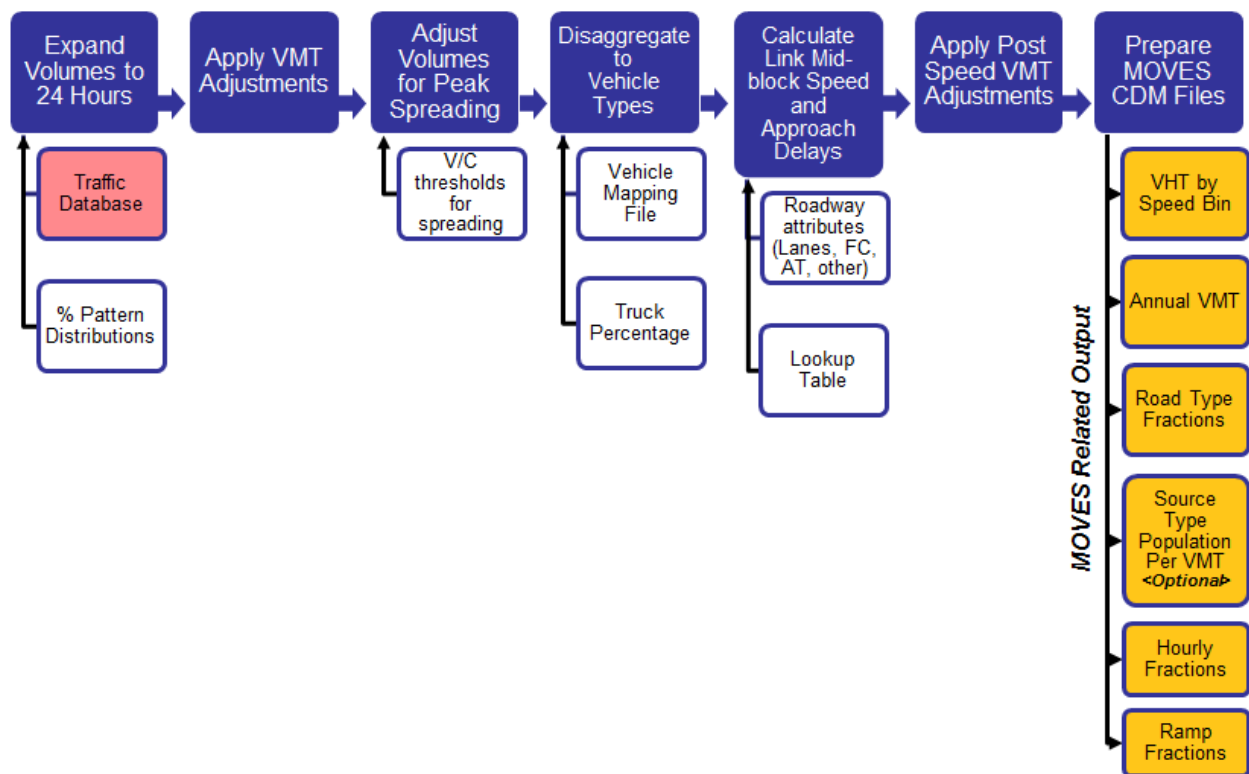 Expand
Volumes to
24 Hours
Apply VMT
Adjustments
Adjust
Volumes
for Peak
Spreading
Disaggregate
to
Vehicle
Types
Calculate
Link Mid-
block Speed
and
Approach
Delays
Apply Post
Speed VMT
Adjustments
Prepare
MOVES
CDM Files
Traffic
Database
% Pattern
Distributions
V/C
thresholds
for
spreading
Vehicle
Mapping
File
Truck
Percentage
Roadway
attributes
(Lanes, FC,
AT, other)
Lookup
Table
MOVES Related Output
VHT by
Speed Bin
Annual VMT
Road Type
Fractions
Source
Type
Population
Per VMT
<Optional>
Hourly
Fractions
Ramp
Fractions